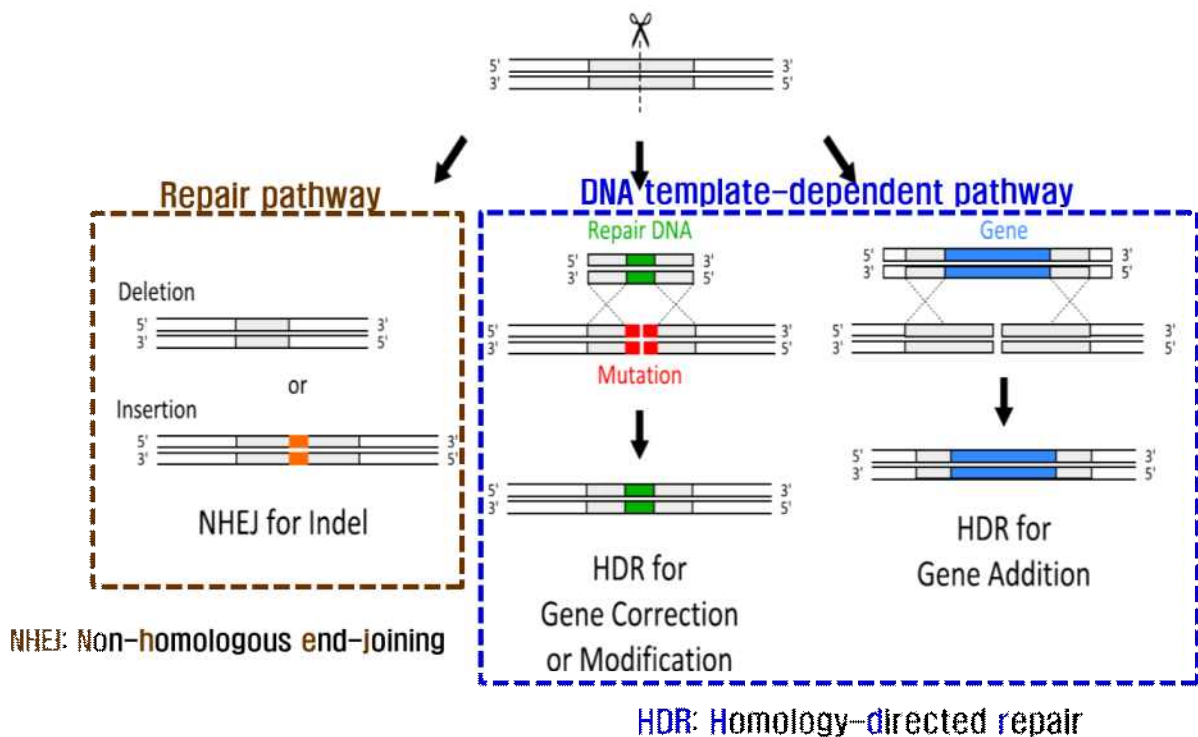 5' 3'
3' 5'
Repair pathway
Deletion
5' 3'
3' 5'
or
Insertion
5' 3'
3' 5'
NHEJ for Indel
NHEJ: Non-homologous end-joining
DNA template-dependent pathway
Repair DNA
5' 3'
3' 5'
5' 5'
3' 5'
Mutation
5' 5'
3' 5'
HDR for
Gene Correction
or Modification
Gene
5' 3'
3' 5'
5' 3'
3' 5'
5' 3'
3' 5'
HDR for
Gene Addition
HDR: Homology-directed repair